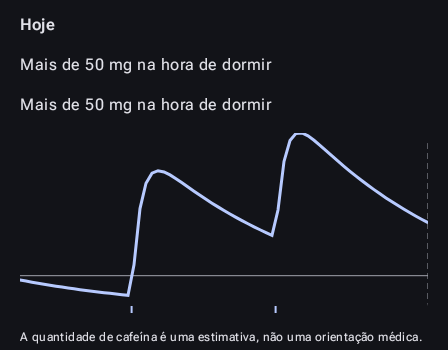 Hoje
Mais de 50 mg na hora de dormir
Mais de 50 mg na hora de dormir
A quantidade de cafeína é uma estimativa, não uma orientação médica.